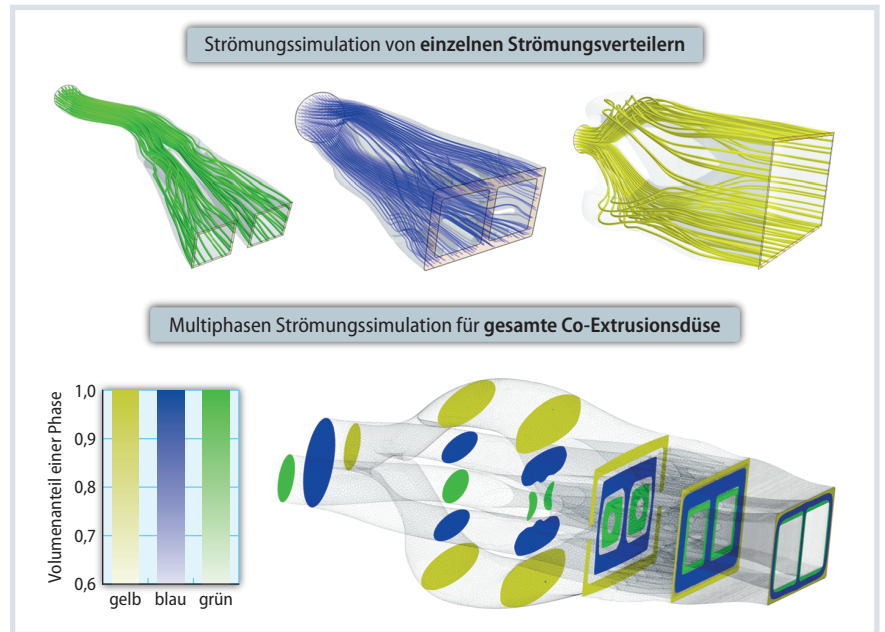 Strömungssimulation von einzelnen Strömungsverteilern
Multiphasen Strömungssimulation für gesamte Co-Extrusionsdüse
Volumenanteil einer Phase
1,0
0,9
0,8
0,7
0,6
gelb blau grün